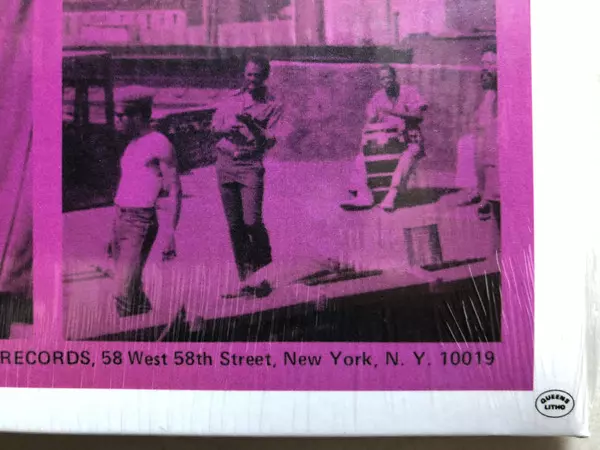 RECORDS, 58 West 58th Street, New York, N. Y. 10019
QUEENS
LITHO